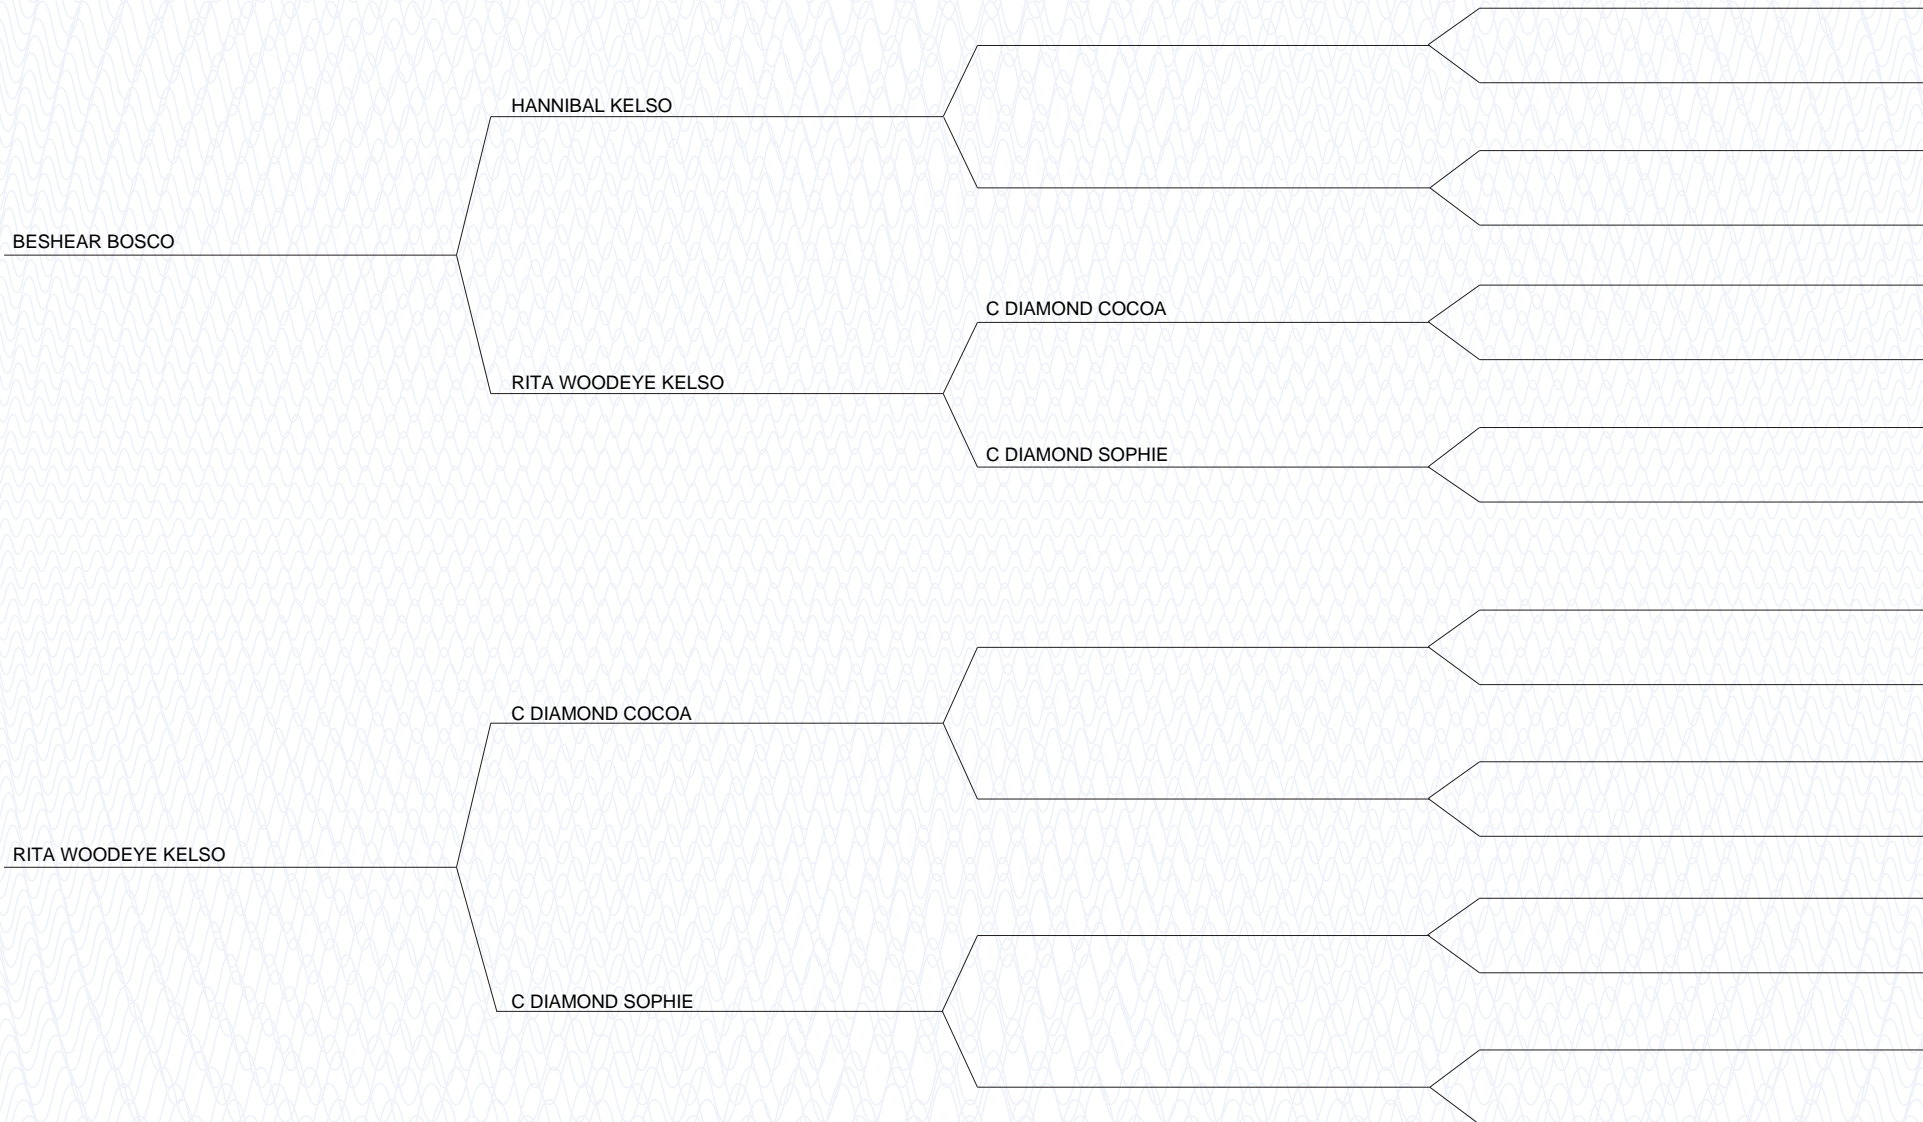 HANNIBAL KELSO
BESHEAR BOSCO
C DIAMOND COCOA
RITA WOODEYE KELSO
C DIAMOND SOPHIE
C DIAMOND COCOA
RITA WOODEYE KELSO
C DIAMOND SOPHIE